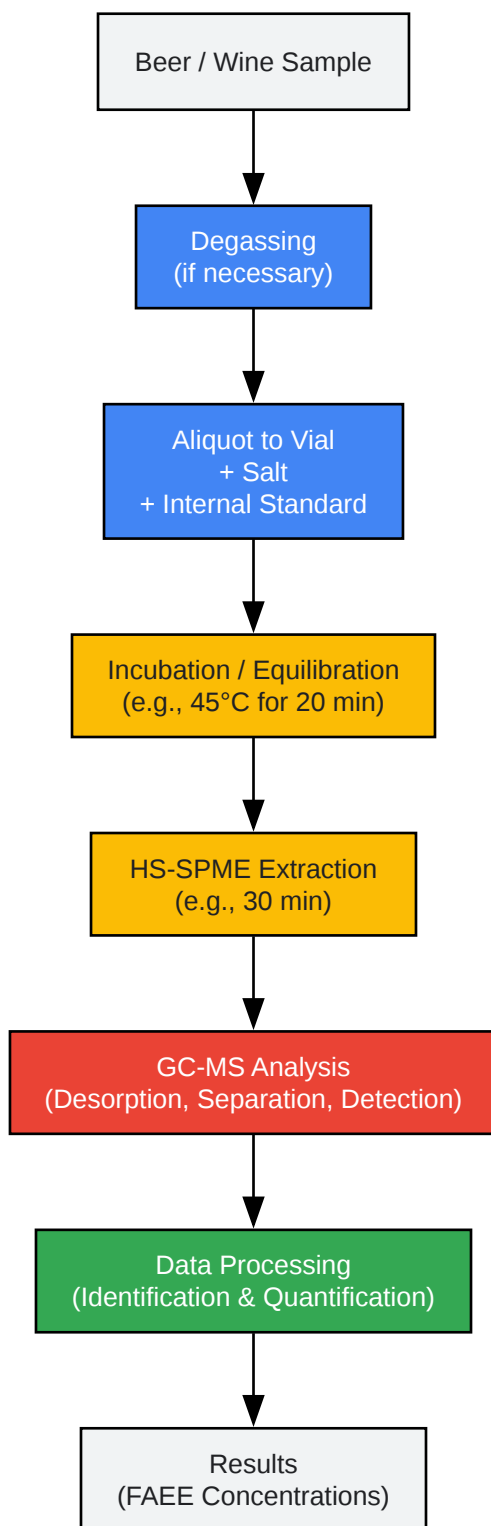 Beer / Wine Sample
Degassing
(if necessary)
Aliquot to Vial
+ Salt
+ Internal Standard
Incubation / Equilibration
(e.g., 45°C for 20 min)
HS-SPME Extraction
(e.g., 30 min)
GC-MS Analysis
(Desorption, Separation, Detection)
Data Processing
(Identification & Quantification)
Results
(FAEE Concentrations)